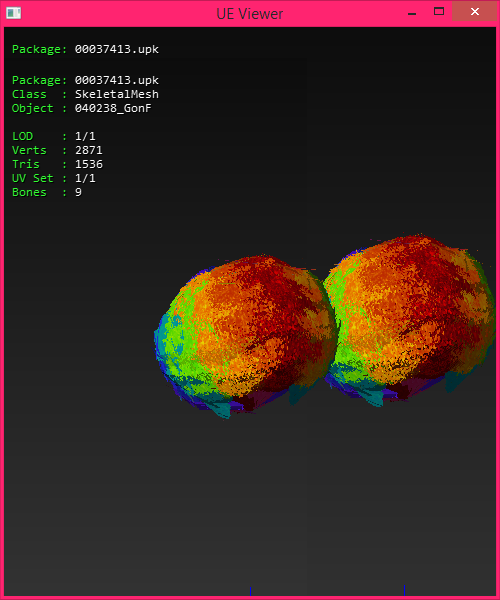 UE Viewer
Package: 00037413.upk
Package: 00037413.upk
Class : SkeletalMesh
Object : 040238_GonF
LOD : 1/1
Verts : 2871
Tris : 1536
UV Set : 1/1
Bones : 9